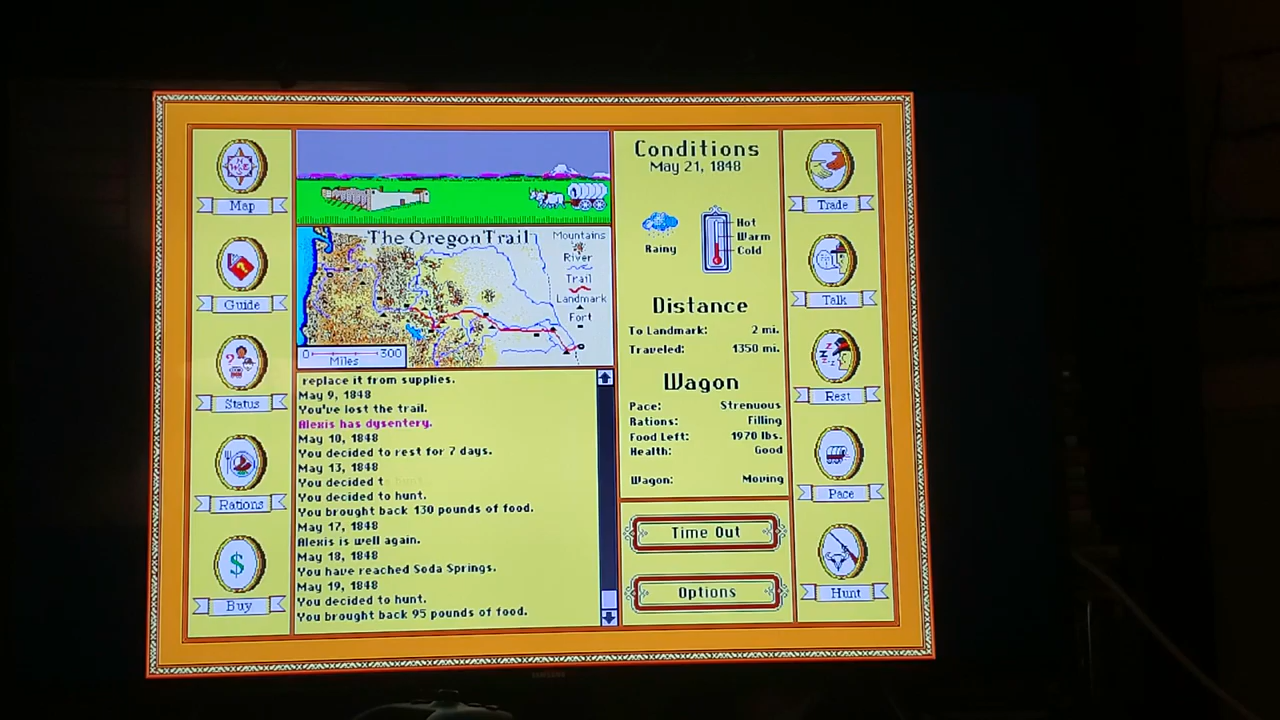 Map
Guide
Status
Rations
$
Buy
The Oregon Trail
Mountains
River
Trail
Landmark
Fort
0 300
Miles
replace it from supplies.
May 9, 1848
You've lost the trail.
Alexis has dysentery.
May 10, 1848
You decided to rest for 7 days.
May 13, 1848
You decided t
You decided to hunt.
You brought back 130 pounds of food.
May 17, 1848
Alexis is well again.
May 18, 1848
You have reached Soda Springs.
May 19, 1848
You decided to hunt.
You brought back 95 pounds of food.
Conditions
May 21, 1848
Rainy
Hot
Warm
Cold
Distance
To Landmark: 2 mi.
Traveled: 1350 mi.
Wagon
Pace: Strenuous
Rations: Filling
Food Left: 1970 lbs.
Health: Good
Wagon: Moving
Time Out
Options
Trade
Talk
Rest
Pace
Hunt
SAMSUNG